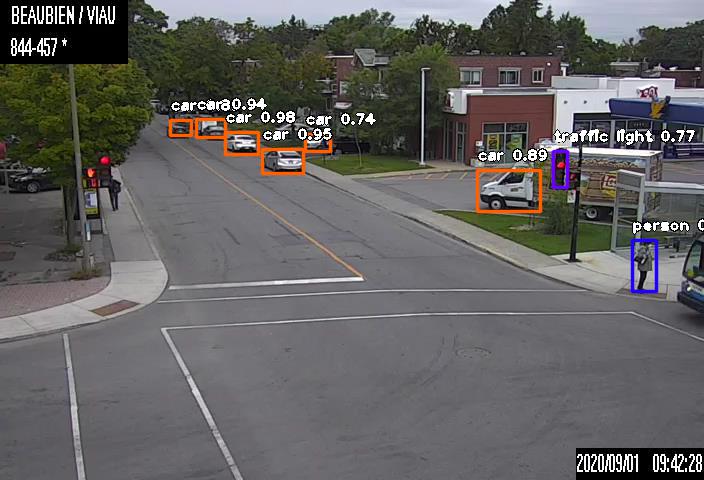 BEAUBIEN / VIAU
844-457 *
car 0.94
car 0.98
car 0.74
car 0.95
traffic light 0.77
car 0.89
person
2020/09/01 09:42:28